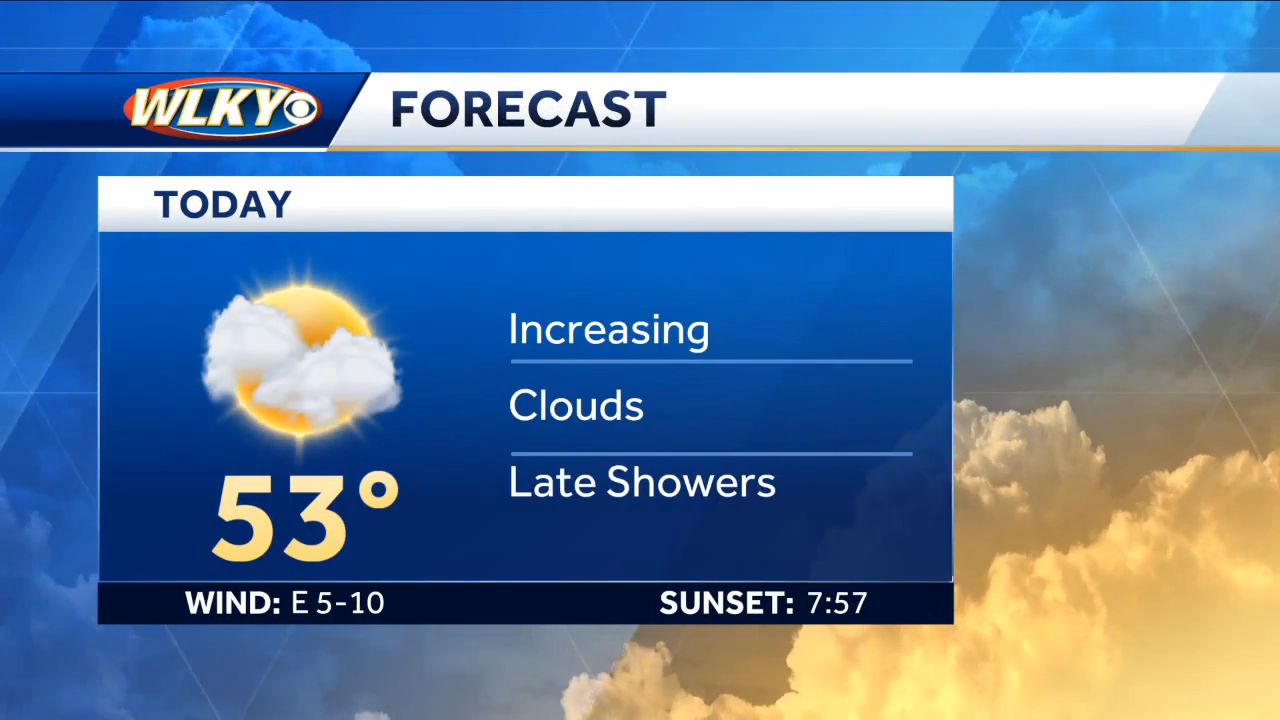 WLKY
FORECAST
TODAY
Increasing
Clouds
Late Showers
53°
WIND: E 5-10
SUNSET: 7:57